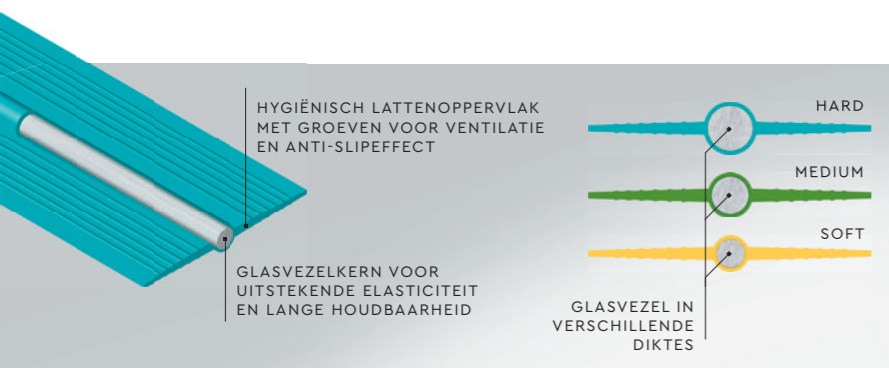 HYGIËNISCH LATTENOPPERVLAK
MET GROEVEN VOOR VENTILATIE
EN ANTI-SLIPEFFECT
GLASVEZELKERN VOOR
UITSTEKENDE ELASTICITEIT
EN LANGE HOUDBAARHEID
HARD
MEDIUM
SOFT
GLASVEZEL IN
VERSCHILLENDE
DIKTES